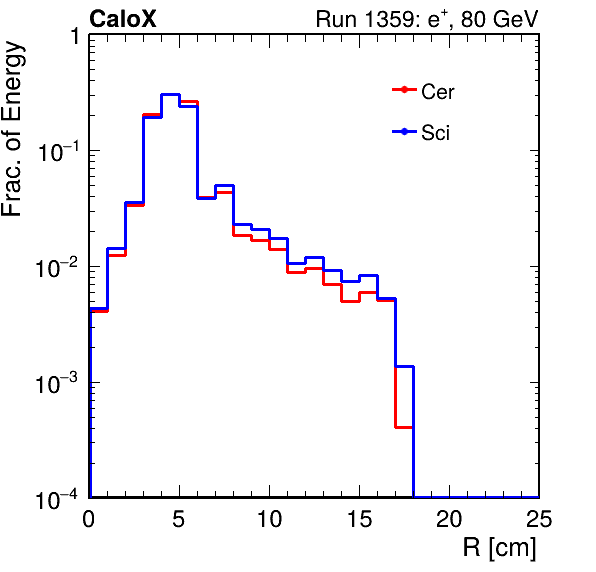 CaloX Run 1359: e⁺, 80 GeV
Frac. of Energy
1
10⁻¹
10⁻²
10⁻³
10⁻⁴
Cer
Sci
0 5 10 15 20 25
R [cm]